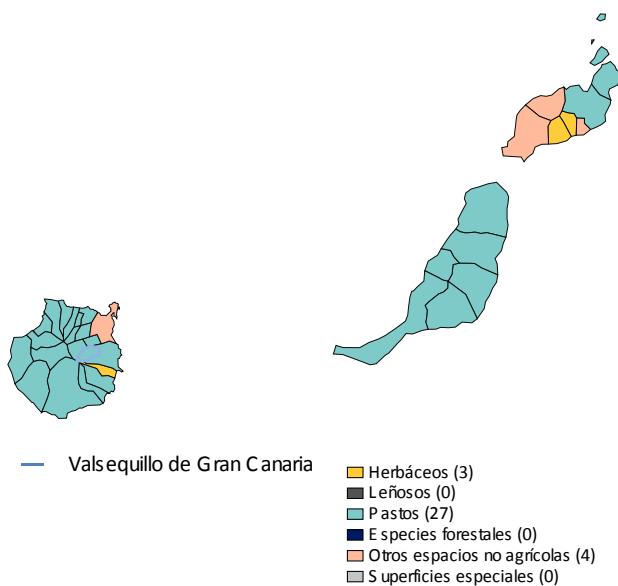 Valsequillo de Gran Canaria
Herbáceos (3)
Leñosos (0)
Pastos (27)
Especies forestales (0)
Otros espacios no agrícolas (4)
Superficies especiales (0)